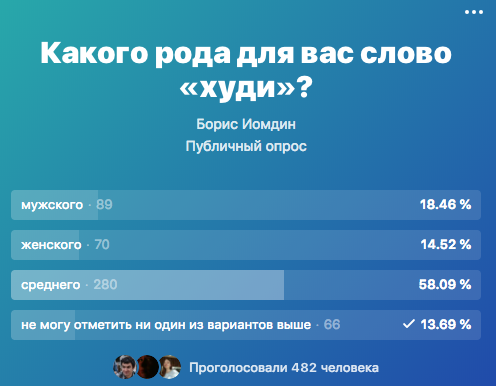 Какого рода для вас слово
«худи»?
Борис Иомдин
Публичный опрос
мужского · 89 18.46 %
женского · 70 14.52 %
среднего · 280 58.09 %
не могу отметить ни один из вариантов выше · 66 13.69 %
Проголосовали 482 человека